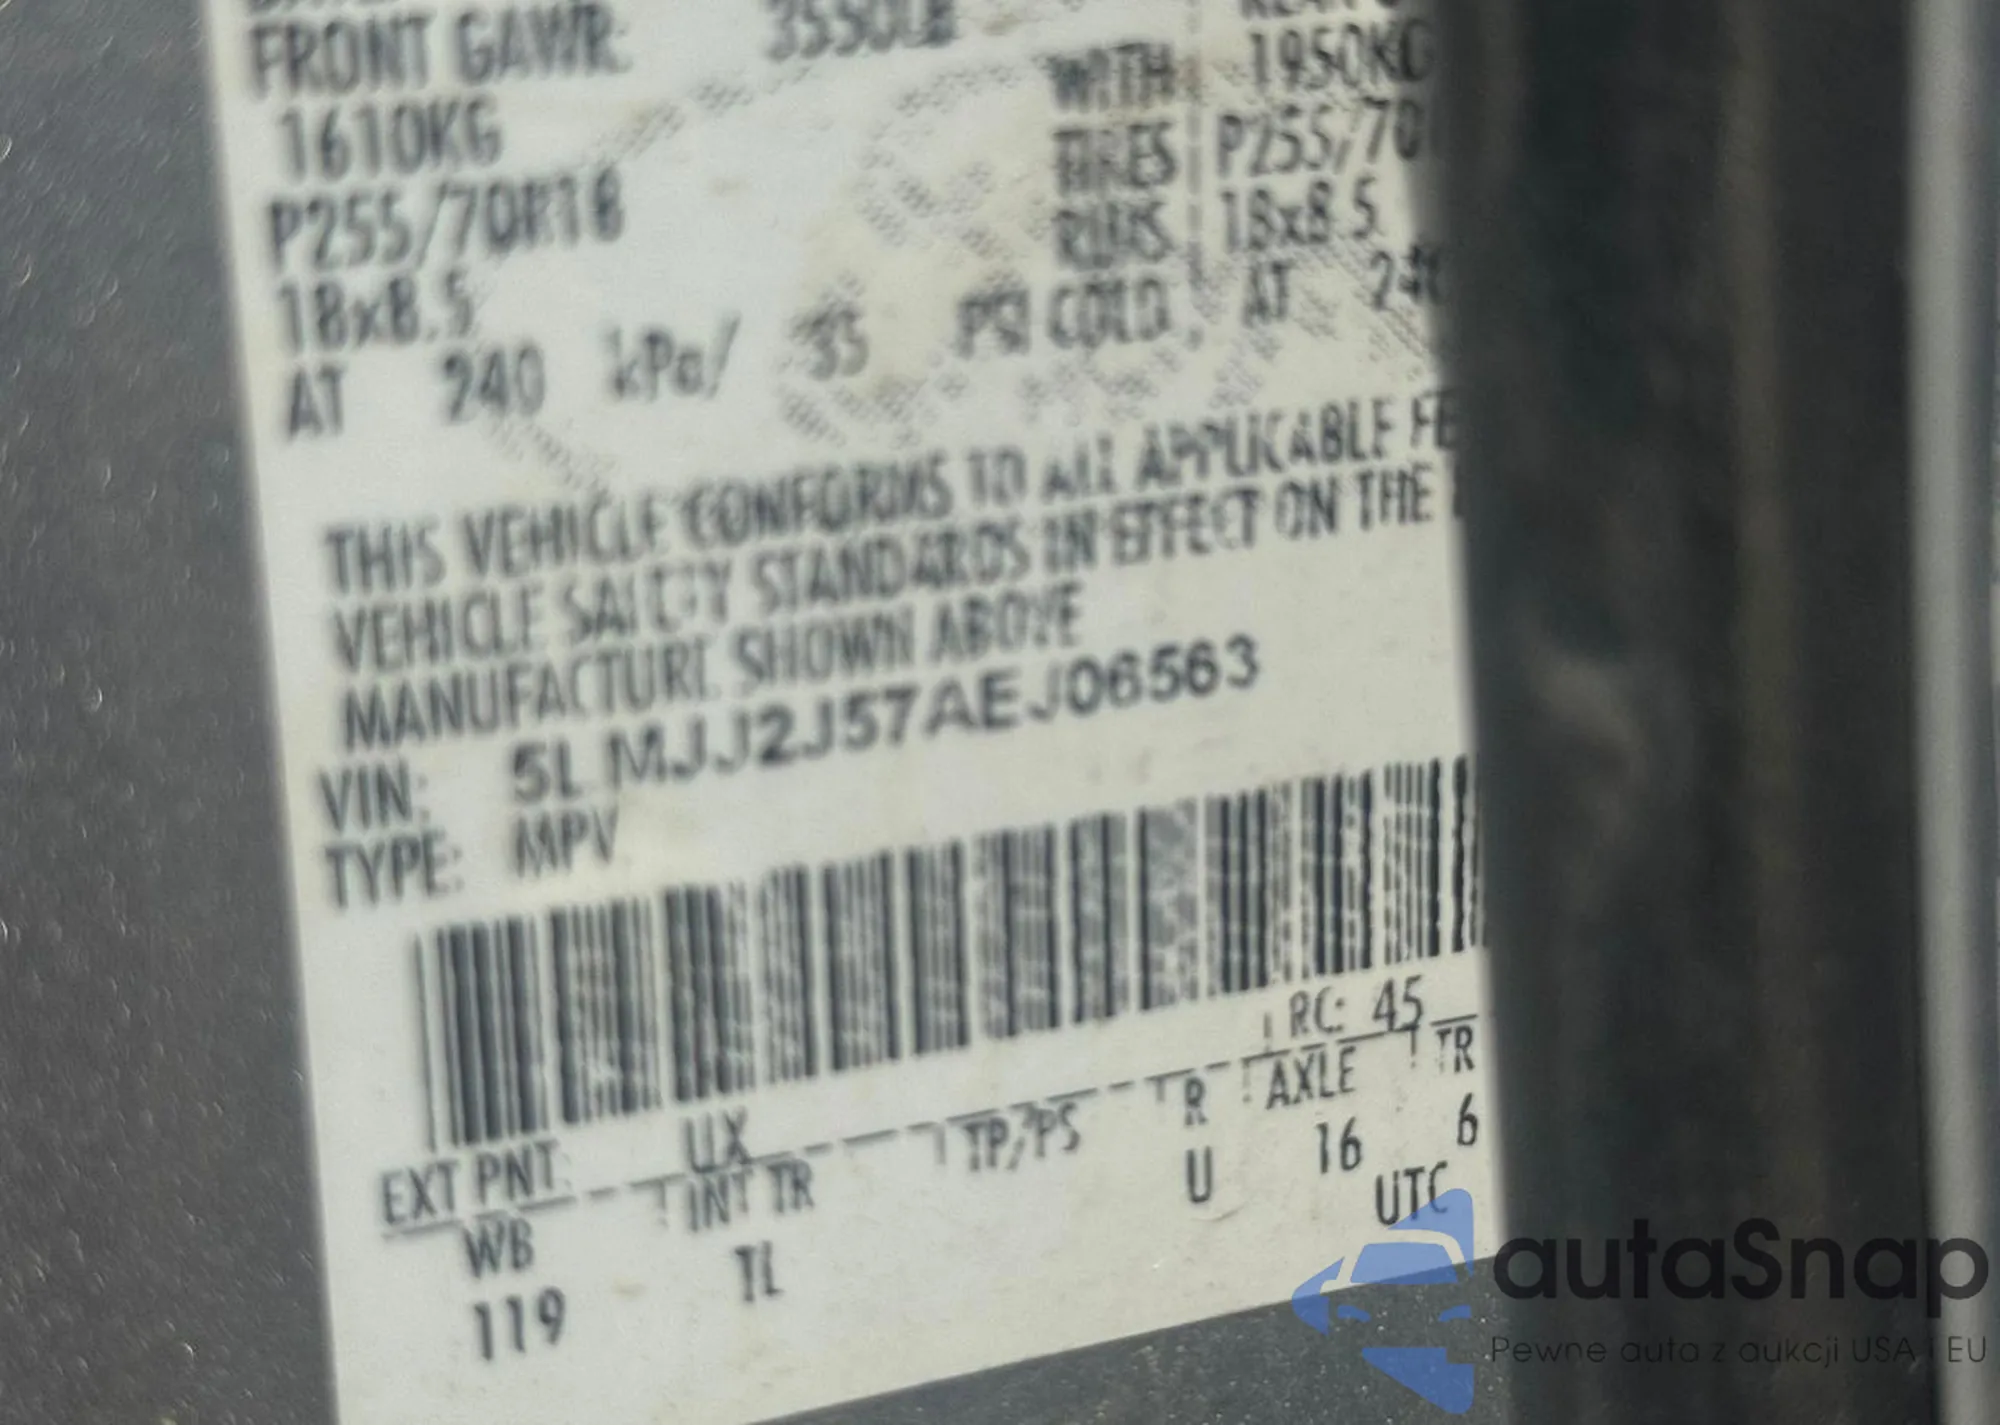 FRONT GAWR: 3550LB
1610KG WITH 1950KG
P255/70R18 TIRES P255/70
18x8.5 RIMS 18x8.5
AT 240 kPa/ 35 PSI COLD AT 240
THIS VEHICLE CONFORMS TO ALL APPLICABLE FE
VEHICLE SAFETY STANDARDS IN EFFECT ON THE
MANUFACTURE SHOWN ABOVE
VIN: 5LMJJ2J57AEJ06563
TYPE: MPV
RC: 45
EXT PNT: UX
WB INT TR TP/PS R AXLE TR
119 TL U 16 6
UTC
autaSnap
Pewne auta z aukcji USA i EU